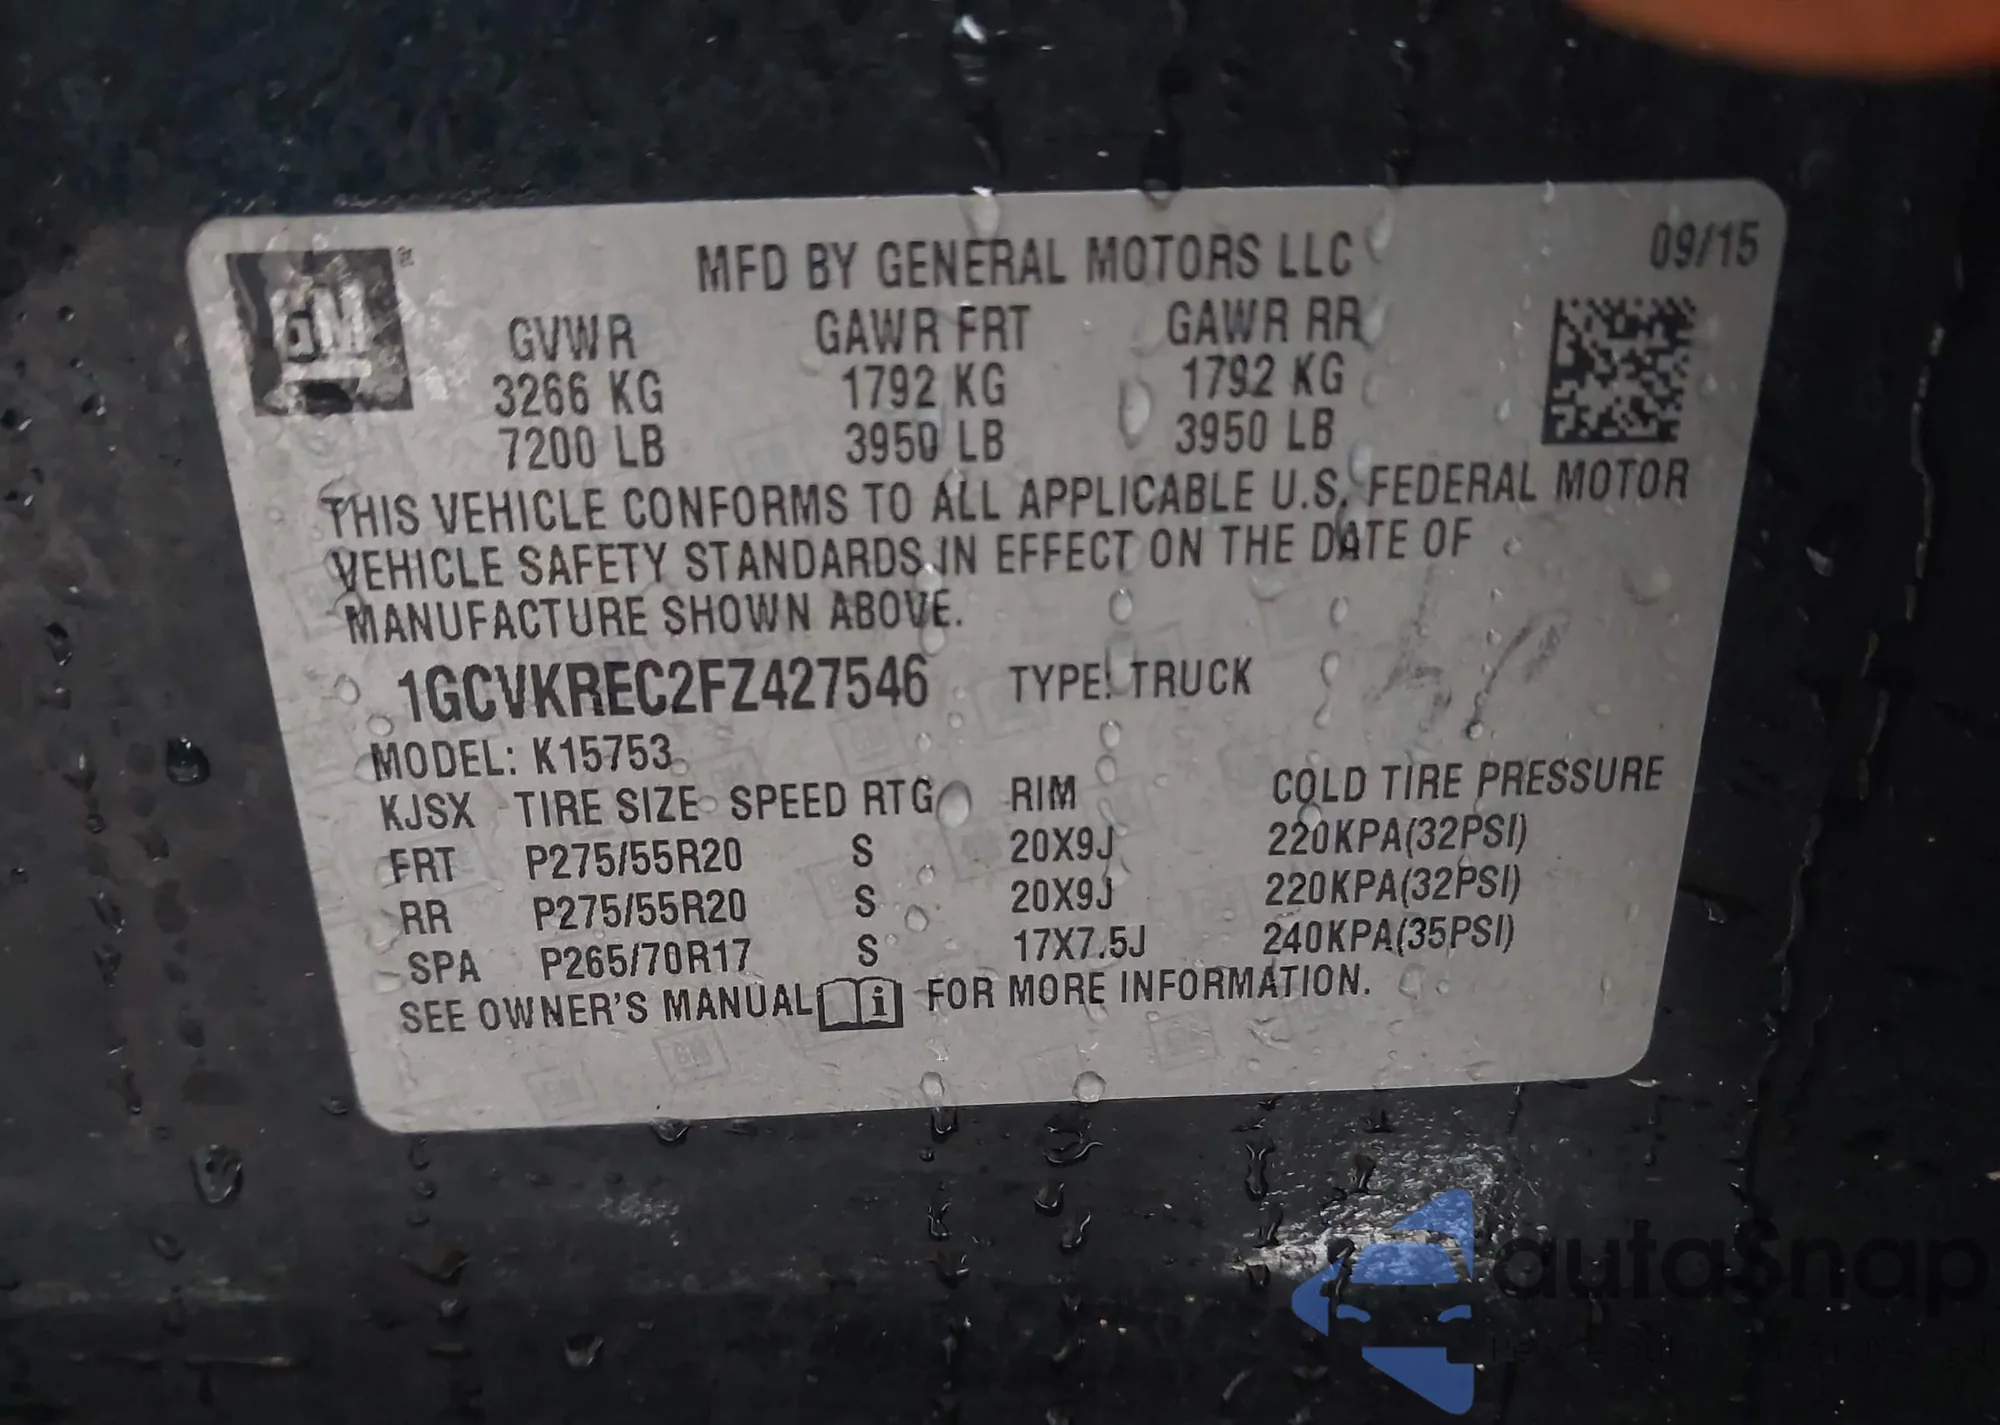 GM
MFD BY GENERAL MOTORS LLC
09/15
GVWR GAWR FRT GAWR RR
3266 KG 1792 KG 1792 KG
7200 LB 3950 LB 3950 LB
THIS VEHICLE CONFORMS TO ALL APPLICABLE U.S. FEDERAL MOTOR
VEHICLE SAFETY STANDARDS IN EFFECT ON THE DATE OF
MANUFACTURE SHOWN ABOVE.
1GCVKREC2FZ427546 TYPE: TRUCK
MODEL: K15753
KJSX TIRE SIZE SPEED RTG RIM COLD TIRE PRESSURE
FRT P275/55R20 S 20X9J 220KPA(32PSI)
RR P275/55R20 S 20X9J 220KPA(32PSI)
SPA P265/70R17 S 17X7.5J 240KPA(35PSI)
SEE OWNER'S MANUAL FOR MORE INFORMATION.
autaSnap